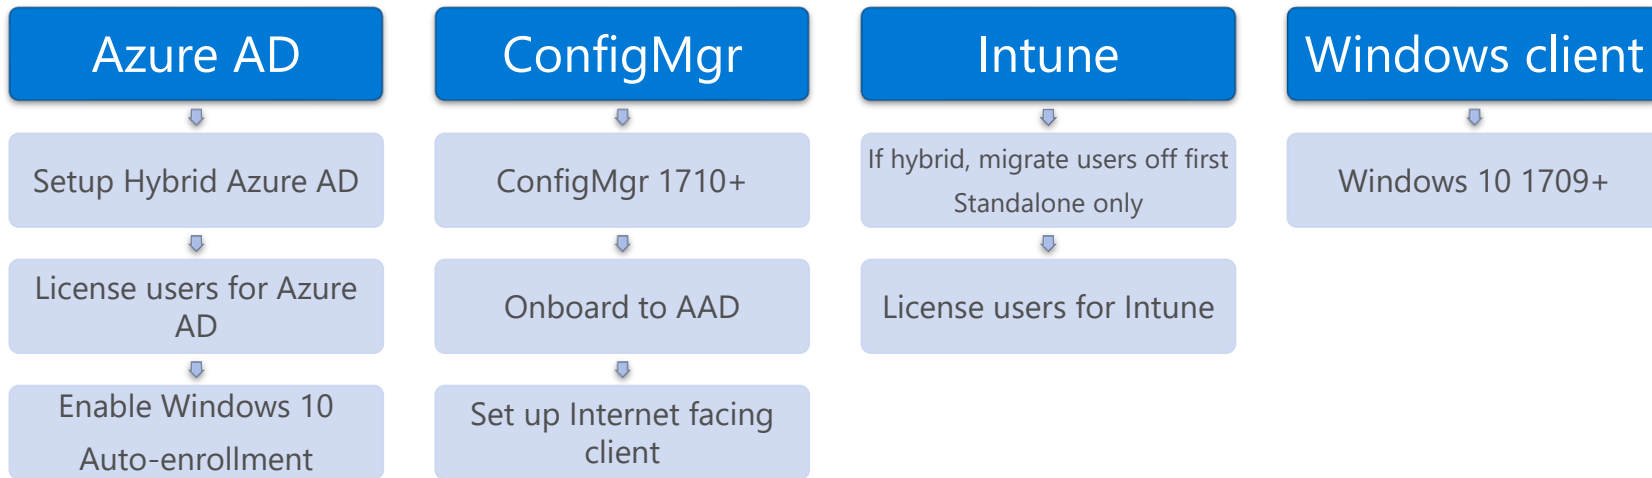 Azure AD
Setup Hybrid Azure AD
License users for Azure
AD
Enable Windows 10
Auto-enrollment
ConfigMgr
ConfigMgr 1710+
Onboard to AAD
Set up Internet facing
client
Intune
If hybrid, migrate users off first
Standalone only
License users for Intune
Windows client
Windows 10 1709+